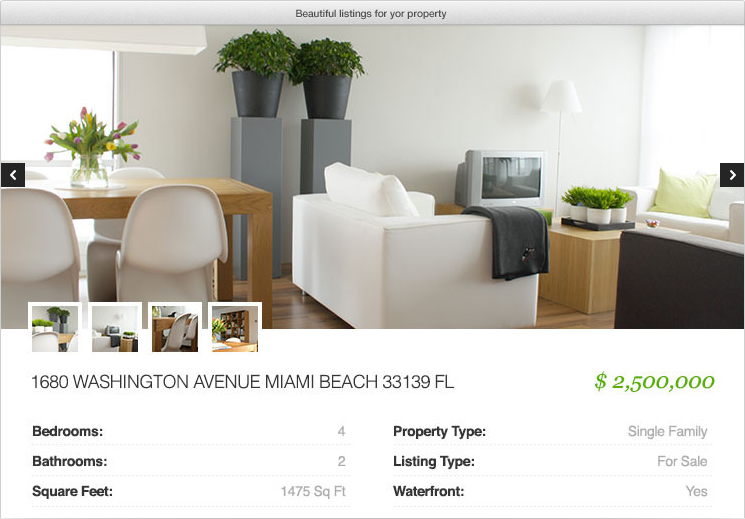 Beautiful listings for yor property
1680 WASHINGTON AVENUE MIAMI BEACH 33139 FL
$ 2,500,000
Bedrooms: 4
Property Type: Single Family
Bathrooms: 2
Listing Type: For Sale
Square Feet: 1475 Sq Ft
Waterfront: Yes